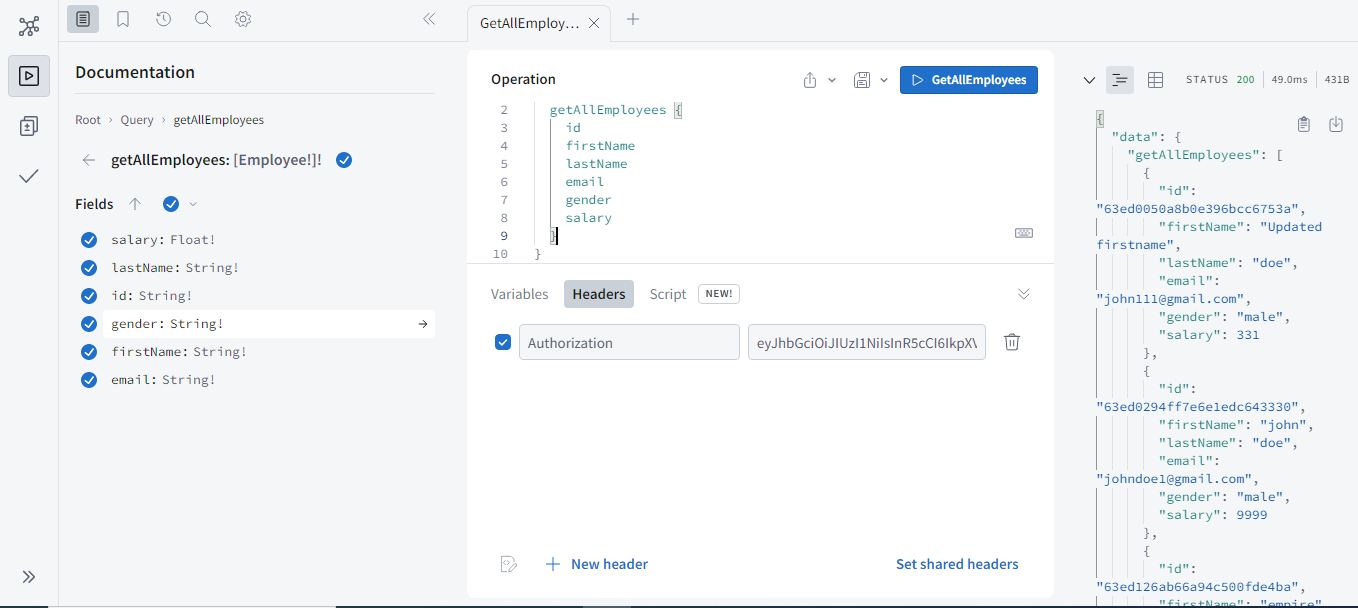 GetAllEmploy...
Documentation
Root › Query › getAllEmployees
getAllEmployees: [Employee!]!
Fields
salary: Float!
lastName: String!
id: String!
gender: String!
firstName: String!
email: String!
Operation
GetAllEmployees
2 getAllEmployees {
3 id
4 firstName
5 lastName
6 email
7 gender
8 salary
9 }
10 }
Variables Headers Script NEW!
Authorization eyJhbGciOiJIUzI1NiIsInR5cCI6IkpXV
New header
Set shared headers
STATUS 200 49.0ms 431B
{
"data": {
"getAllEmployees": [
{
"id":
"63ed0050a8b0e396bcc6753a",
"firstName": "Updated
firstname",
"lastName": "doe",
"email":
"john111@gmail.com",
"gender": "male",
"salary": 331
},
{
"id":
"63ed0294ff7e6e1edc643330",
"firstName": "john",
"lastName": "doe",
"email":
"johndoe1@gmail.com",
"gender": "male",
"salary": 9999
},
{
"id":
"63ed126ab66a94c500fde4ba",
"firstName": "empire"